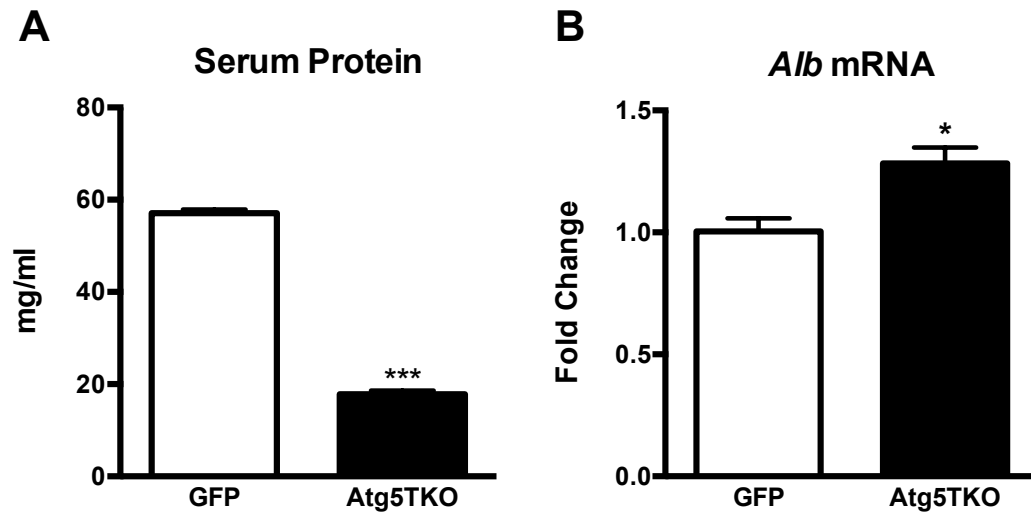 A
Serum Protein
80
60
40
20
0
mg/ml
***
GFP
Atg5TKO
B
Alb mRNA
1.5
1.0
0.5
0.0
Fold Change
*
GFP
Atg5TKO